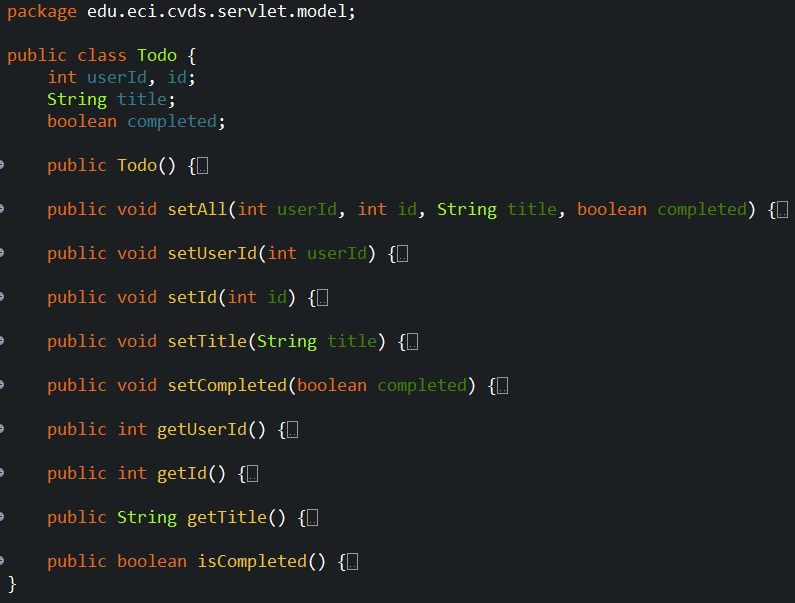 package edu.eci.cvds.servlet.model;
public class Todo {
int userId, id;
String title;
boolean completed;
public Todo() {
public void setAll(int userId, int id, String title, boolean completed) {
public void setUserId(int userId) {
public void setId(int id) {
public void setTitle(String title) {
public void setCompleted(boolean completed) {
public int getUserId() {
public int getId() {
public String getTitle() {
public boolean isCompleted() {
}